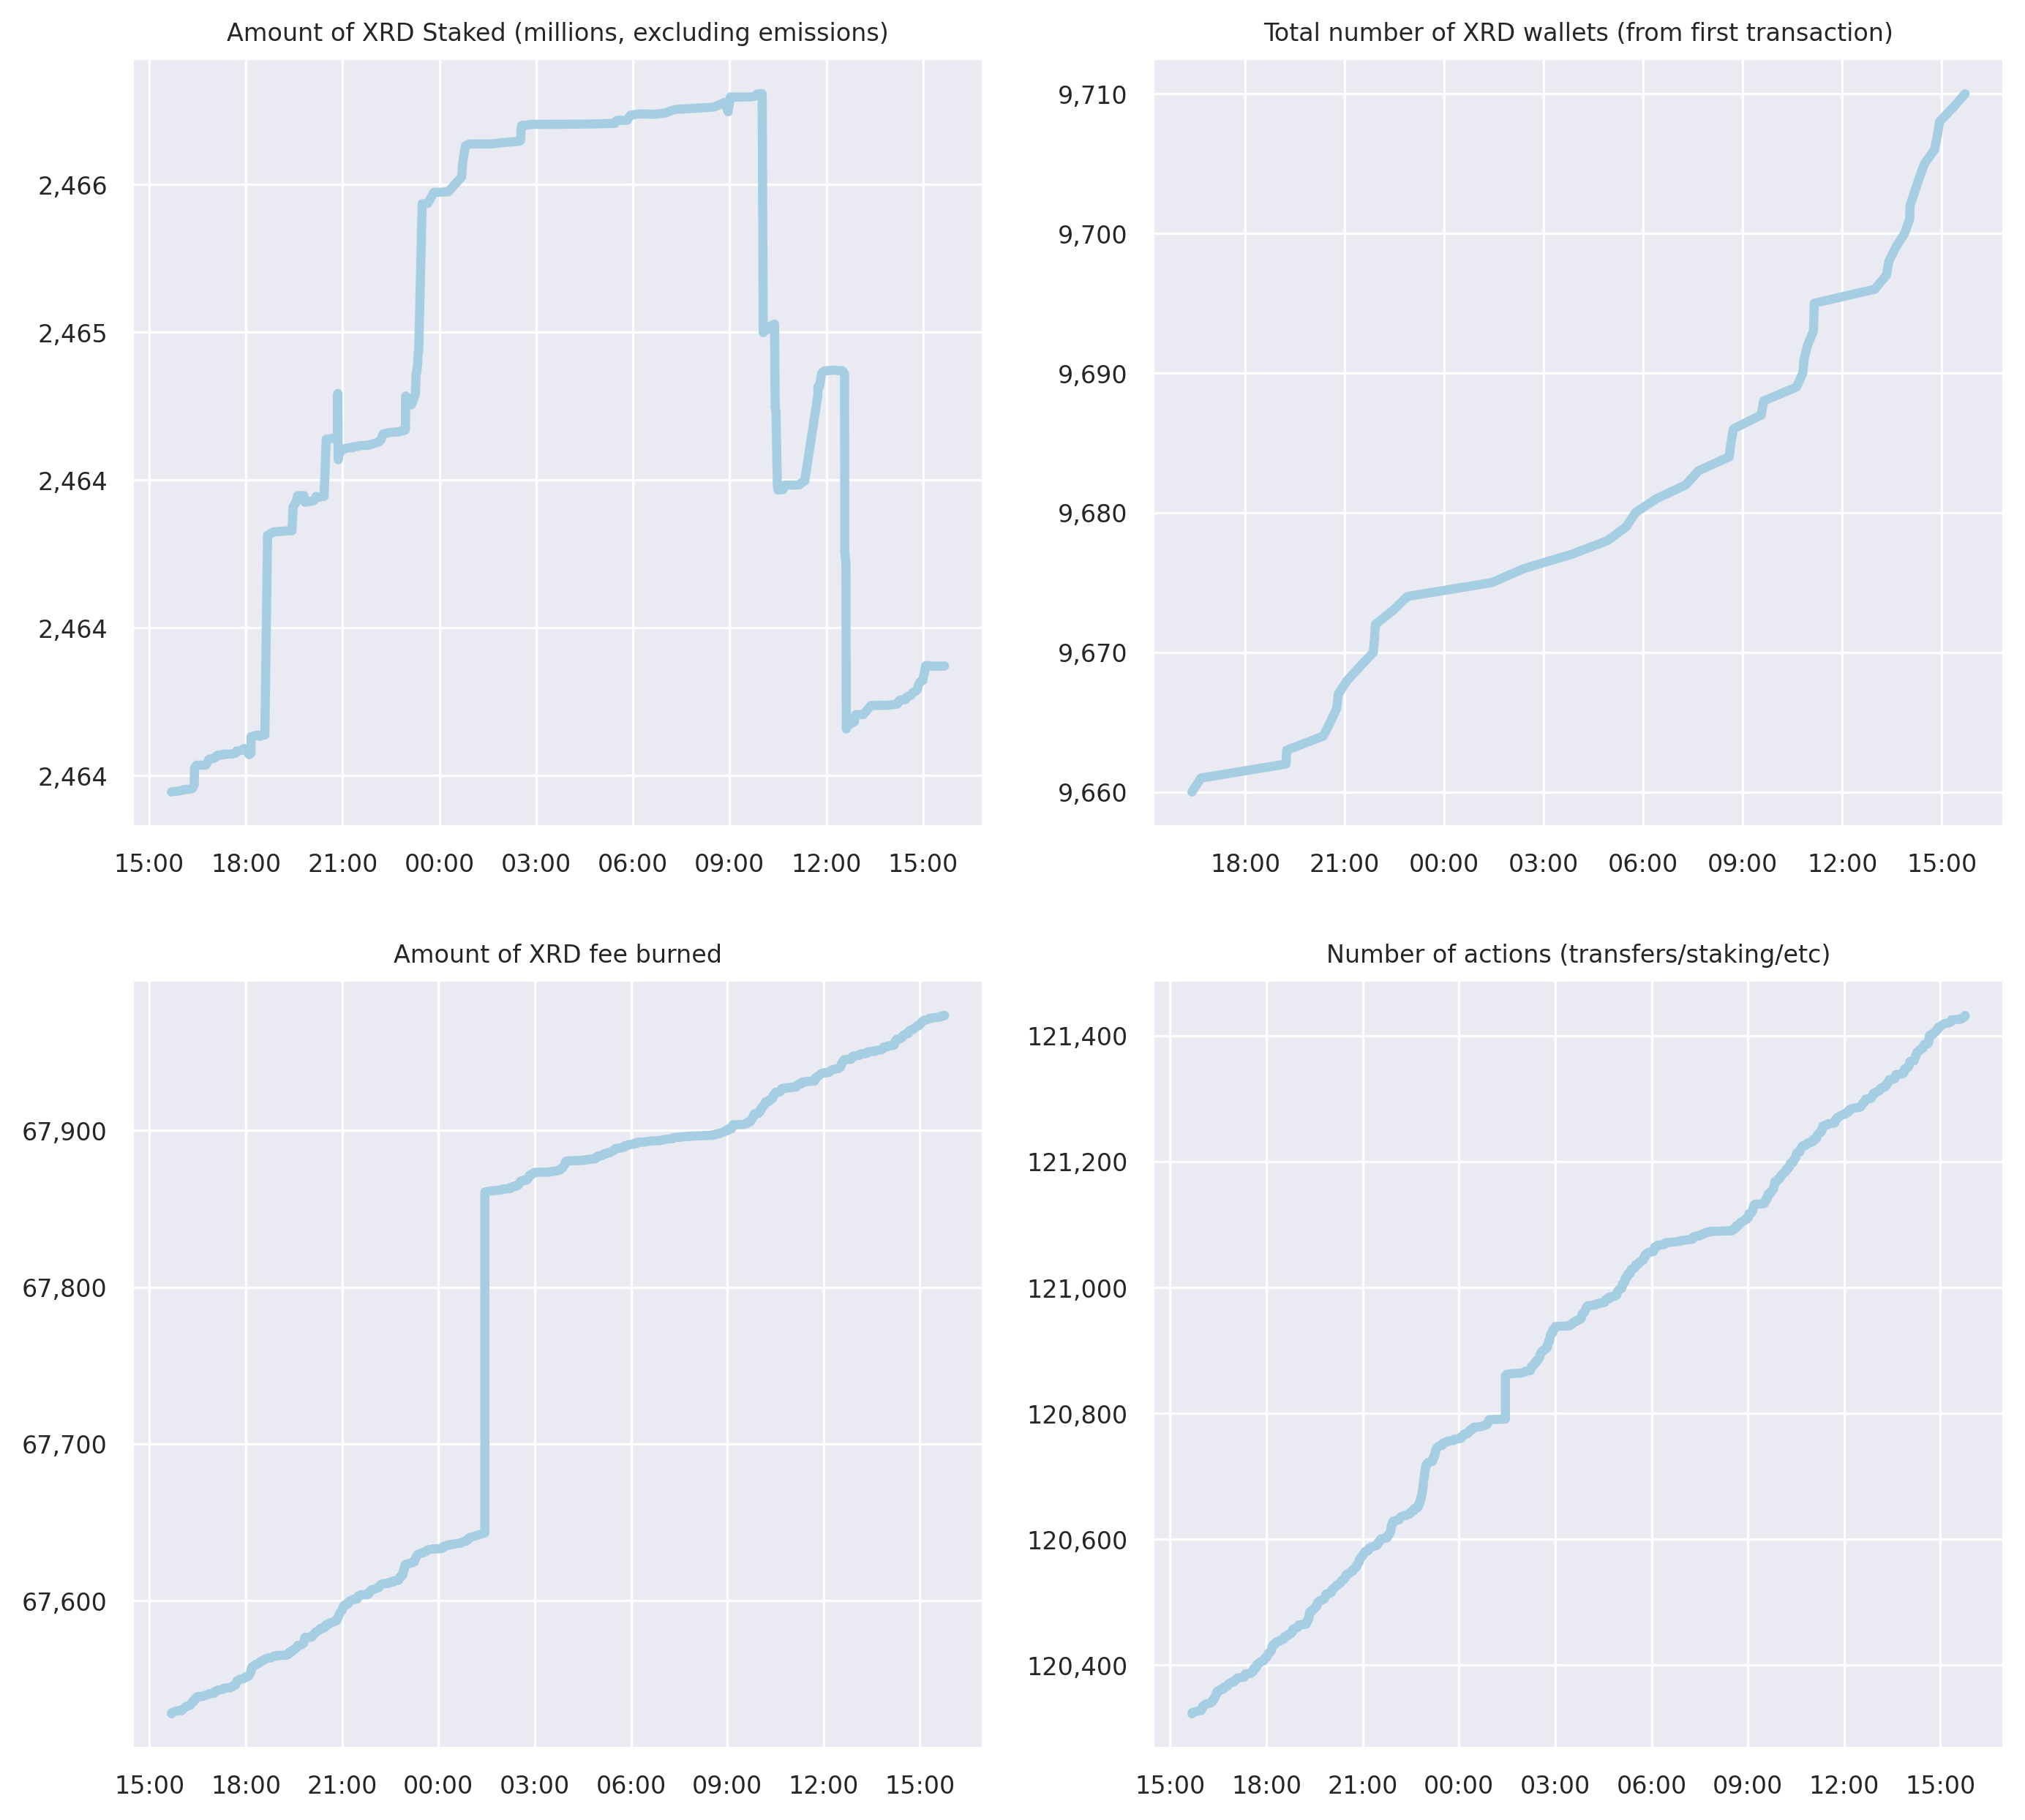 Amount of XRD Staked (millions, excluding emissions)
2,466
2,465
2,464
2,464
2,464
15:00 18:00 21:00 00:00 03:00 06:00 09:00 12:00 15:00
Total number of XRD wallets (from first transaction)
9,710
9,700
9,690
9,680
9,670
9,660
18:00 21:00 00:00 03:00 06:00 09:00 12:00 15:00
Amount of XRD fee burned
67,900
67,800
67,700
67,600
15:00 18:00 21:00 00:00 03:00 06:00 09:00 12:00 15:00
Number of actions (transfers/staking/etc)
121,400
121,200
121,000
120,800
120,600
120,400
15:00 18:00 21:00 00:00 03:00 06:00 09:00 12:00 15:00